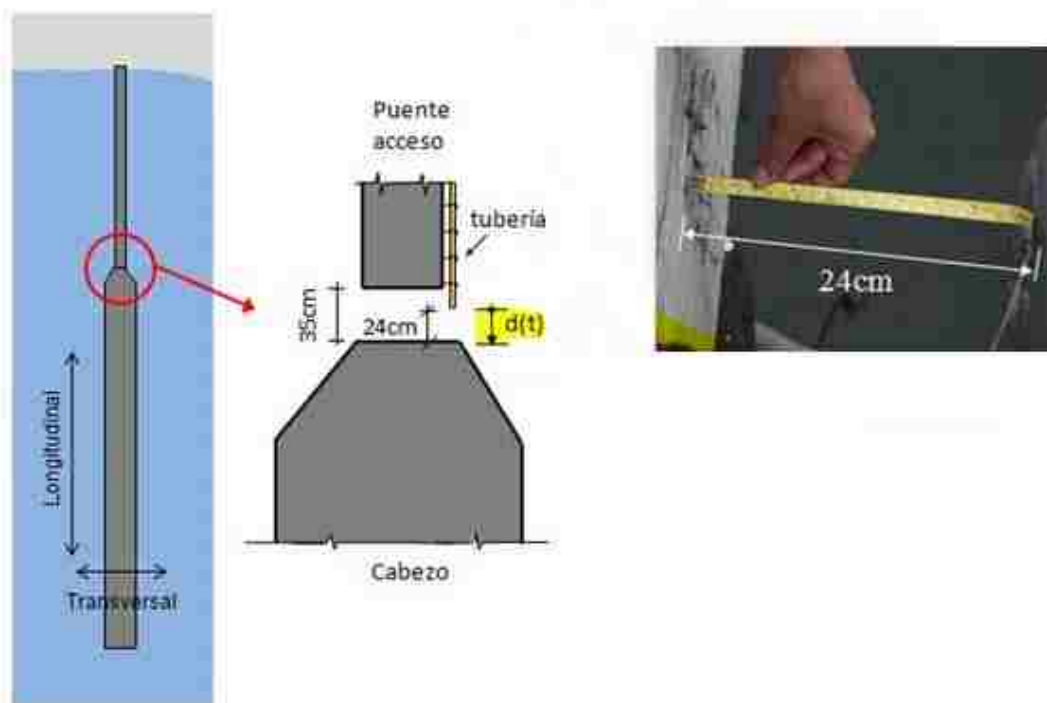 Puente
acceso
tubería
35cm
24cm
d(t)
24cm
Longitudinal
Transversal
Cabezo